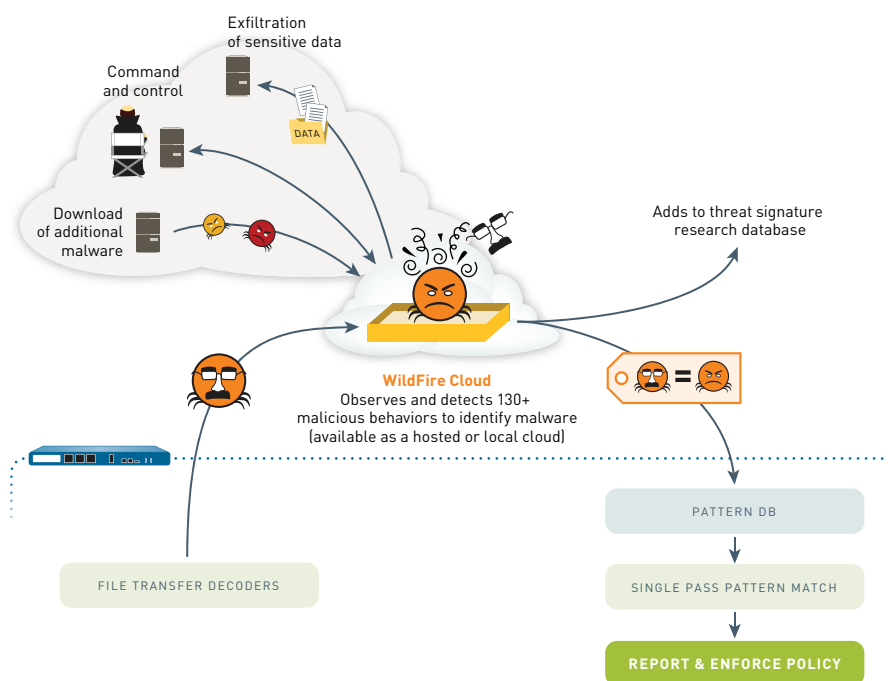 Exfiltration
of sensitive data
Command
and control
DATA
Download
of additional
malware
Adds to threat signature
research database
WildFire Cloud
Observes and detects 130+
malicious behaviors to identify malware
(available as a hosted or local cloud)
=
PATTERN DB
FILE TRANSFER DECODERS
SINGLE PASS PATTERN MATCH
REPORT & ENFORCE POLICY